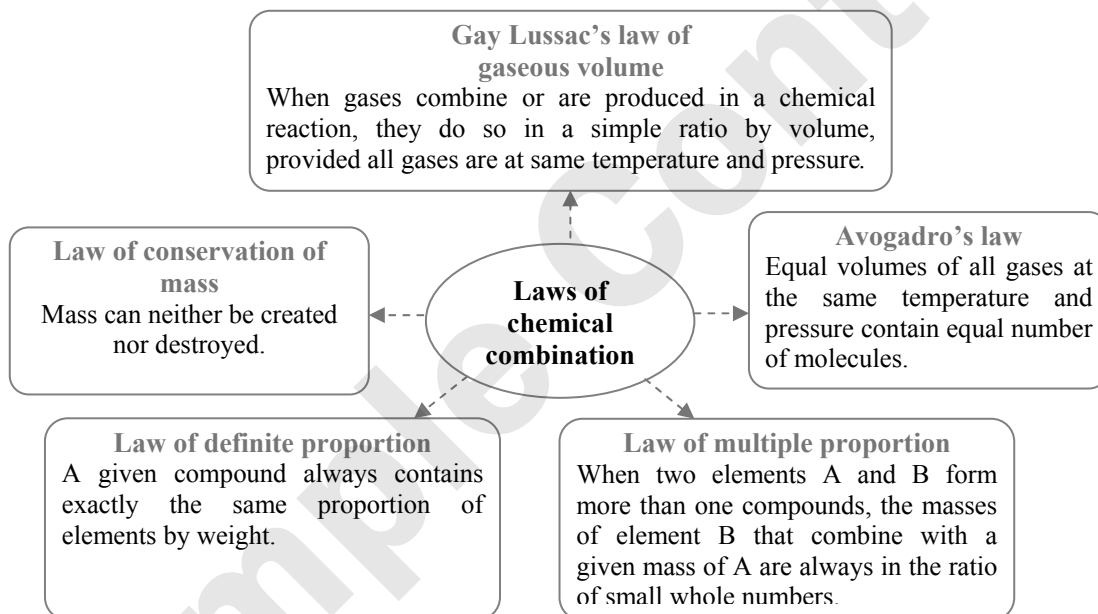 Gay Lussac's law of
gaseous volume
When gases combine or are produced in a chemical
reaction, they do so in a simple ratio by volume,
provided all gases are at same temperature and pressure.
Law of conservation of
mass
Mass can neither be created
nor destroyed.
Laws of
chemical
combination
Avogadro's law
Equal volumes of all gases at
the same temperature and
pressure contain equal number
of molecules.
Law of definite proportion
A given compound always contains
exactly the same proportion of
elements by weight.
Law of multiple proportion
When two elements A and B form
more than one compounds, the masses
of element B that combine with a
given mass of A are always in the ratio
of small whole numbers.